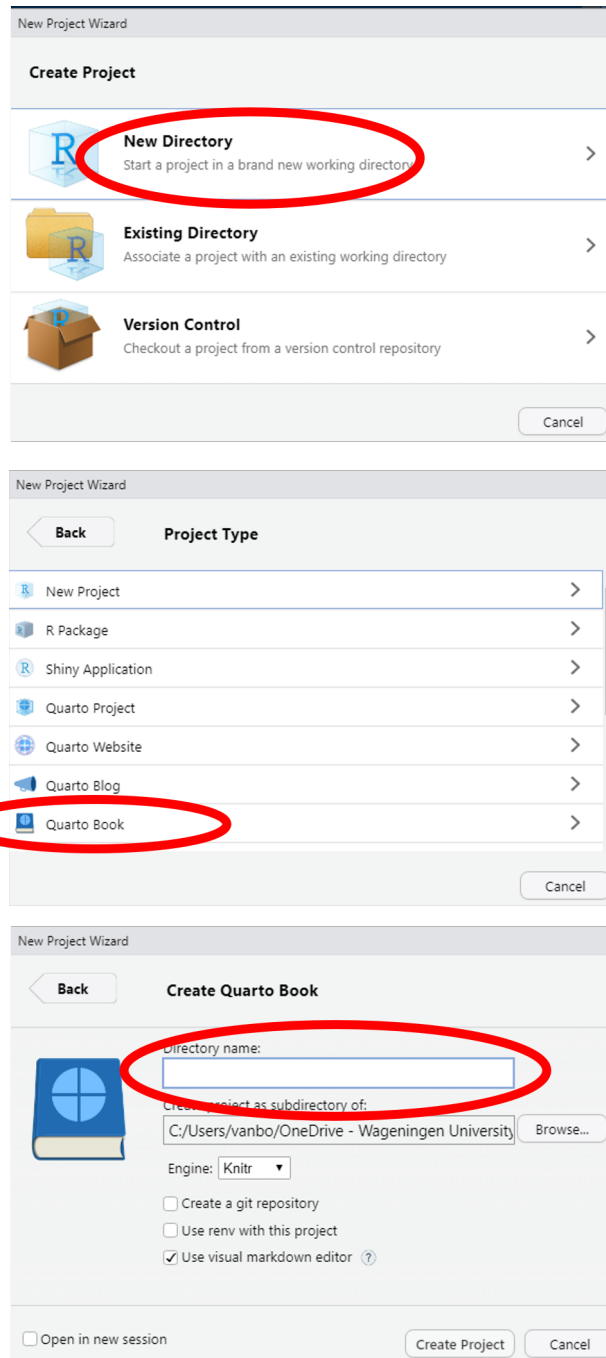 New Project Wizard
Create Project
New Directory
Start a project in a brand new working directory
Existing Directory
Associate a project with an existing working directory
Version Control
Checkout a project from a version control repository
Cancel
New Project Wizard
Back Project Type
New Project
R Package
Shiny Application
Quarto Project
Quarto Website
Quarto Blog
Quarto Book
Cancel
New Project Wizard
Back Create Quarto Book
Directory name:
Create project as subdirectory of:
C:/Users/vanbo/OneDrive - Wageningen University Browse...
Engine: Knitr
Create a git repository
Use renv with this project
Use visual markdown editor ?
Open in new session Create Project Cancel